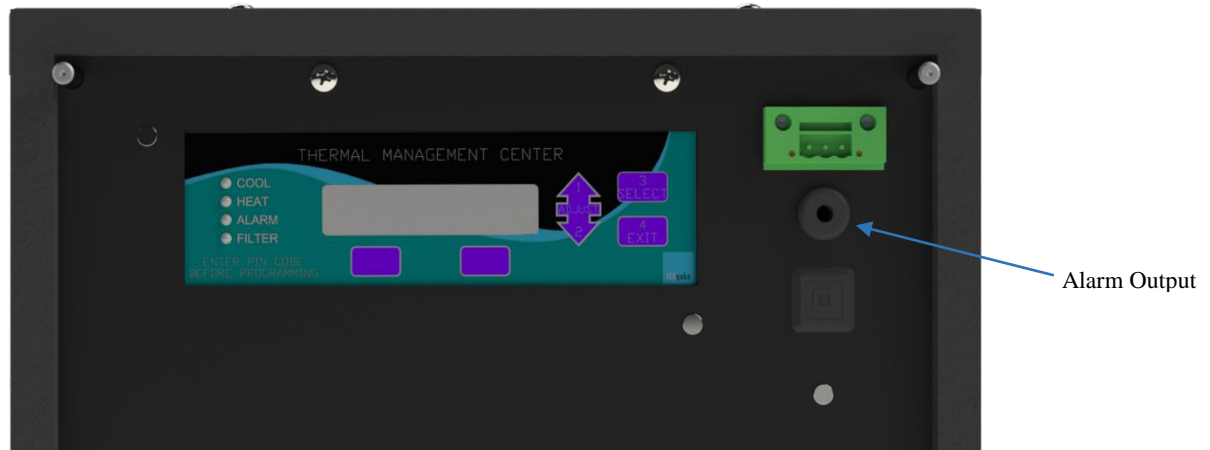 THERMAL MANAGEMENT CENTER
COOL
HEAT
ALARM
FILTER
1
ADJUST
2
3
SELECT
4
EXIT
ENTER PIN CODE
BEFORE PROGRAMMING
Alarm Output